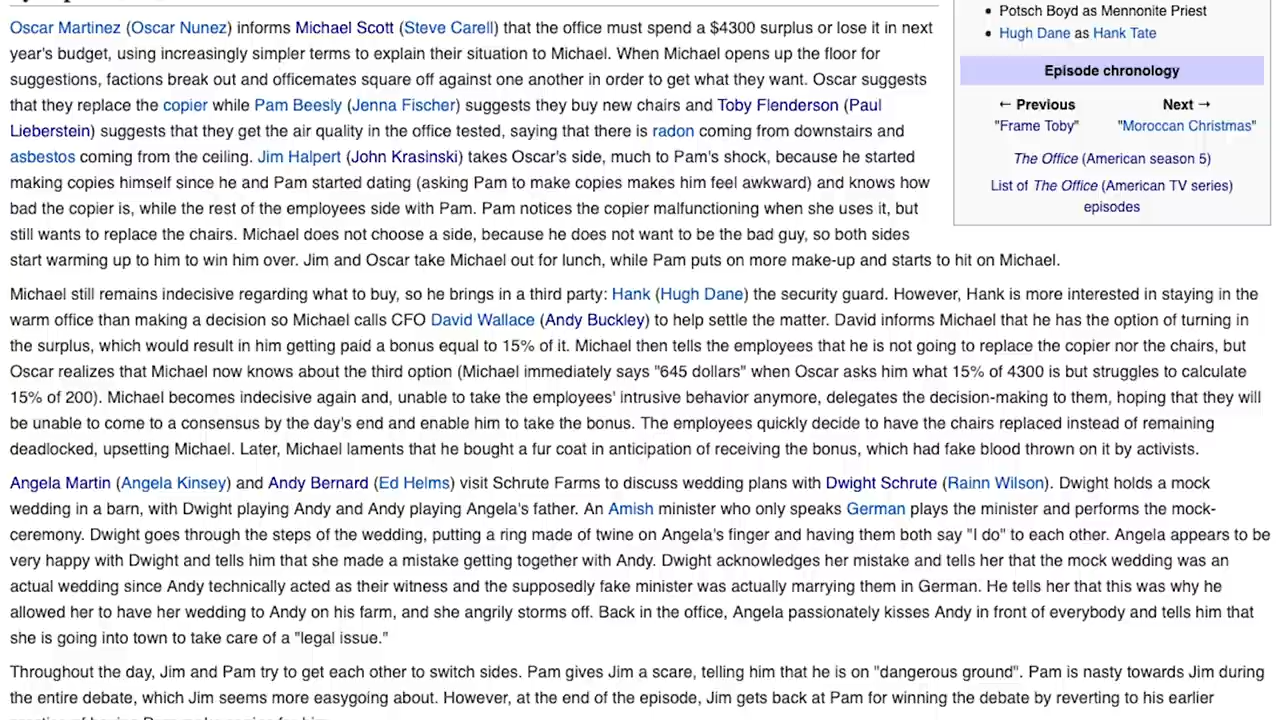 Oscar Martinez (Oscar Nunez) informs Michael Scott (Steve Carell) that the office must spend a $4300 surplus or lose it in next
year's budget, using increasingly simpler terms to explain their situation to Michael. When Michael opens up the floor for
suggestions, factions break out and officemates square off against one another in order to get what they want. Oscar suggests
that they replace the copier while Pam Beesly (Jenna Fischer) suggests they buy new chairs and Toby Flenderson (Paul
Lieberstein) suggests that they get the air quality in the office tested, saying that there is radon coming from downstairs and
asbestos coming from the ceiling. Jim Halpert (John Krasinski) takes Oscar's side, much to Pam's shock, because he started
making copies himself since he and Pam started dating (asking Pam to make copies makes him feel awkward) and knows how
bad the copier is, while the rest of the employees side with Pam. Pam notices the copier malfunctioning when she uses it, but
still wants to replace the chairs. Michael does not choose a side, because he does not want to be the bad guy, so both sides
start warming up to him to win him over. Jim and Oscar take Michael out for lunch, while Pam puts on more make-up and starts to hit on Michael.
Michael still remains indecisive regarding what to buy, so he brings in a third party: Hank (Hugh Dane) the security guard. However, Hank is more interested in staying in the
warm office than making a decision so Michael calls CFO David Wallace (Andy Buckley) to help settle the matter. David informs Michael that he has the option of turning in
the surplus, which would result in him getting paid a bonus equal to 15% of it. Michael then tells the employees that he is not going to replace the copier nor the chairs, but
Oscar realizes that Michael now knows about the third option (Michael immediately says "645 dollars" when Oscar asks him what 15% of 4300 is but struggles to calculate
15% of 200). Michael becomes indecisive again and, unable to take the employees' intrusive behavior anymore, delegates the decision-making to them, hoping that they will
be unable to come to a consensus by the day's end and enable him to take the bonus. The employees quickly decide to have the chairs replaced instead of remaining
deadlocked, upsetting Michael. Later, Michael laments that he bought a fur coat in anticipation of receiving the bonus, which had fake blood thrown on it by activists.
Angela Martin (Angela Kinsey) and Andy Bernard (Ed Helms) visit Schrute Farms to discuss wedding plans with Dwight Schrute (Rainn Wilson). Dwight holds a mock
wedding in a barn, with Dwight playing Andy and Andy playing Angela's father. An Amish minister who only speaks German plays the minister and performs the mock-
ceremony. Dwight goes through the steps of the wedding, putting a ring made of twine on Angela's finger and having them both say "I do" to each other. Angela appears to be
very happy with Dwight and tells him that she made a mistake getting together with Andy. Dwight acknowledges her mistake and tells her that the mock wedding was an
actual wedding since Andy technically acted as their witness and the supposedly fake minister was actually marrying them in German. He tells her that this was why he
allowed her to have her wedding to Andy on his farm, and she angrily storms off. Back in the office, Angela passionately kisses Andy in front of everybody and tells him that
she is going into town to take care of a "legal issue."
Throughout the day, Jim and Pam try to get each other to switch sides. Pam gives Jim a scare, telling him that he is on "dangerous ground". Pam is nasty towards Jim during
the entire debate, which Jim seems more easygoing about. However, at the end of the episode, Jim gets back at Pam for winning the debate by reverting to his earlier
• Potsch Boyd as Mennonite Priest
• Hugh Dane as Hank Tate
Episode chronology
← Previous Next →
"Frame Toby" "Moroccan Christmas"
The Office (American season 5)
List of The Office (American TV series)
episodes